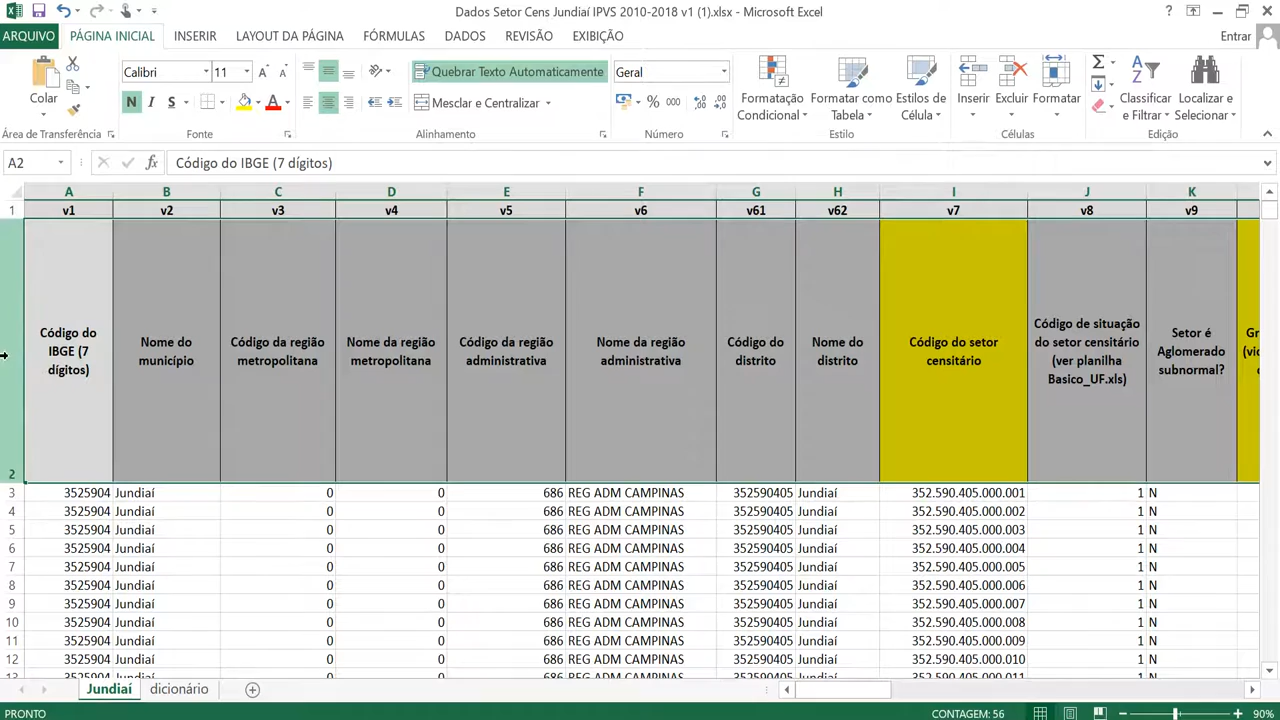 Dados Setor Cens Jundiaí IPVS 2010-2018 v1 (1).xlsx - Microsoft Excel
ARQUIVO PÁGINA INICIAL INSERIR LAYOUT DA PÁGINA FÓRMULAS DADOS REVISÃO EXIBIÇÃO Entrar
Calibri 11 Quebrar Texto Automaticamente Geral
Colar N I S Mesclar e Centralizar % 000 Formatação Condicional Formatar como Tabela Estilos de Célula Inserir Excluir Formatar Classificar e Filtrar Localizar e Selecionar
Área de Transferência Fonte Alinhamento Número Estilo Células Edição
A2 fx Código do IBGE (7 dígitos)
A B C D E F G H I J K
1 v1 v2 v3 v4 v5 v6 v61 v62 v7 v8 v9
2 Código do IBGE (7 dígitos) Nome do município Código da região metropolitana Nome da região metropolitana Código da região administrativa Nome da região administrativa Código do distrito Nome do distrito Código do setor censitário Código de situação do setor censitário (ver planilha Basico_UF.xls) Setor é Aglomerado subnormal?
3 3525904 Jundiaí 0 0 686 REG ADM CAMPINAS 352590405 Jundiaí 352.590.405.000.001 1 N
4 3525904 Jundiaí 0 0 686 REG ADM CAMPINAS 352590405 Jundiaí 352.590.405.000.002 1 N
5 3525904 Jundiaí 0 0 686 REG ADM CAMPINAS 352590405 Jundiaí 352.590.405.000.003 1 N
6 3525904 Jundiaí 0 0 686 REG ADM CAMPINAS 352590405 Jundiaí 352.590.405.000.004 1 N
7 3525904 Jundiaí 0 0 686 REG ADM CAMPINAS 352590405 Jundiaí 352.590.405.000.005 1 N
8 3525904 Jundiaí 0 0 686 REG ADM CAMPINAS 352590405 Jundiaí 352.590.405.000.006 1 N
9 3525904 Jundiaí 0 0 686 REG ADM CAMPINAS 352590405 Jundiaí 352.590.405.000.007 1 N
10 3525904 Jundiaí 0 0 686 REG ADM CAMPINAS 352590405 Jundiaí 352.590.405.000.008 1 N
11 3525904 Jundiaí 0 0 686 REG ADM CAMPINAS 352590405 Jundiaí 352.590.405.000.009 1 N
12 3525904 Jundiaí 0 0 686 REG ADM CAMPINAS 352590405 Jundiaí 352.590.405.000.010 1 N
Jundiaí dicionário
PRONTO CONTAGEM: 56 90%